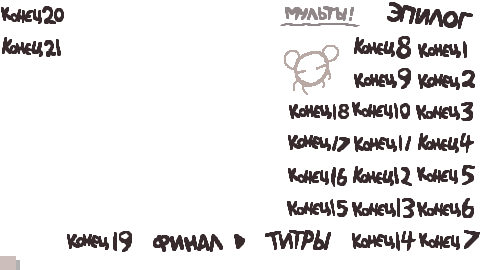 Конец20 МУЛЬТЫ! ЭПИЛОГ
Конец21 Конец8 Конец1
Конец9 Конец2
Конец18 Конец10 Конец3
Конец17 Конец11 Конец4
Конец16 Конец12 Конец5
Конец15 Конец13 Конец6
Конец19 ФИНАЛ ТИТРЫ Конец14 Конец7